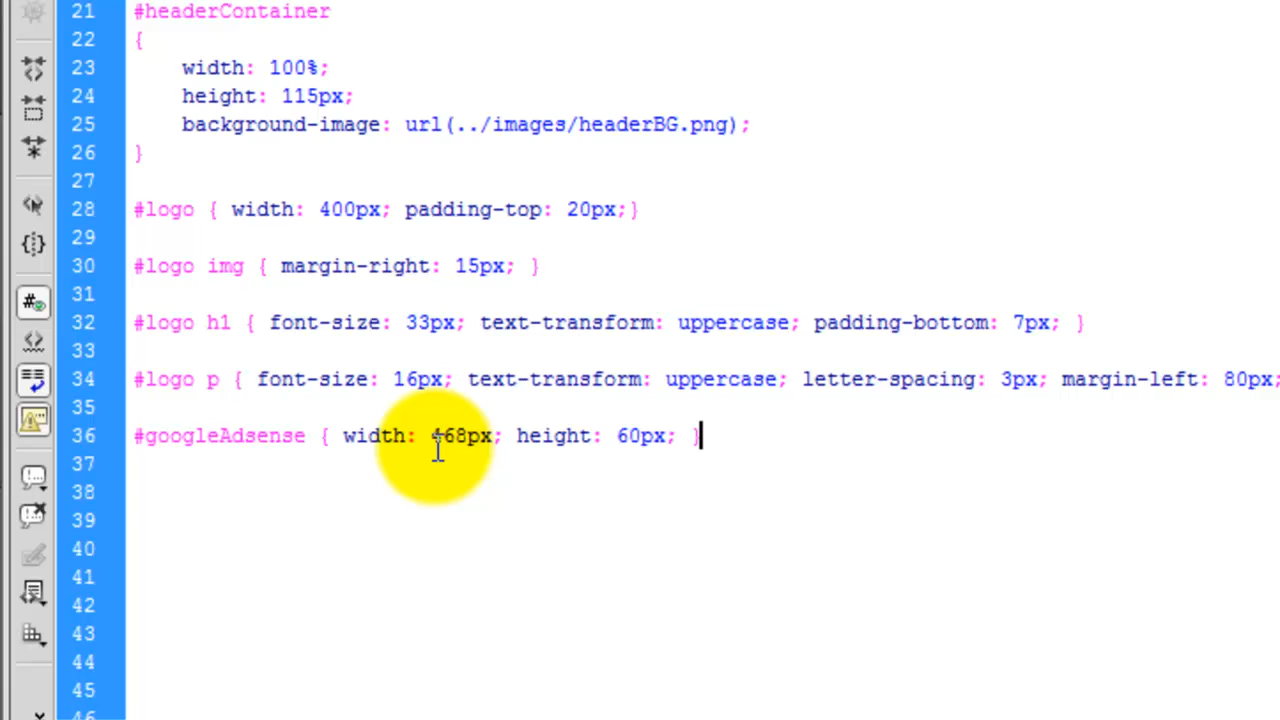 21 #headerContainer
22 {
23 width: 100%;
24 height: 115px;
25 background-image: url(../images/headerBG.png);
26 }
27
28 #logo { width: 400px; padding-top: 20px;}
29
30 #logo img { margin-right: 15px; }
31
32 #logo h1 { font-size: 33px; text-transform: uppercase; padding-bottom: 7px; }
33
34 #logo p { font-size: 16px; text-transform: uppercase; letter-spacing: 3px; margin-left: 80px;
35
36 #googleAdsense { width: 468px; height: 60px; }
37
38
39
40
41
42
43
44
45
46